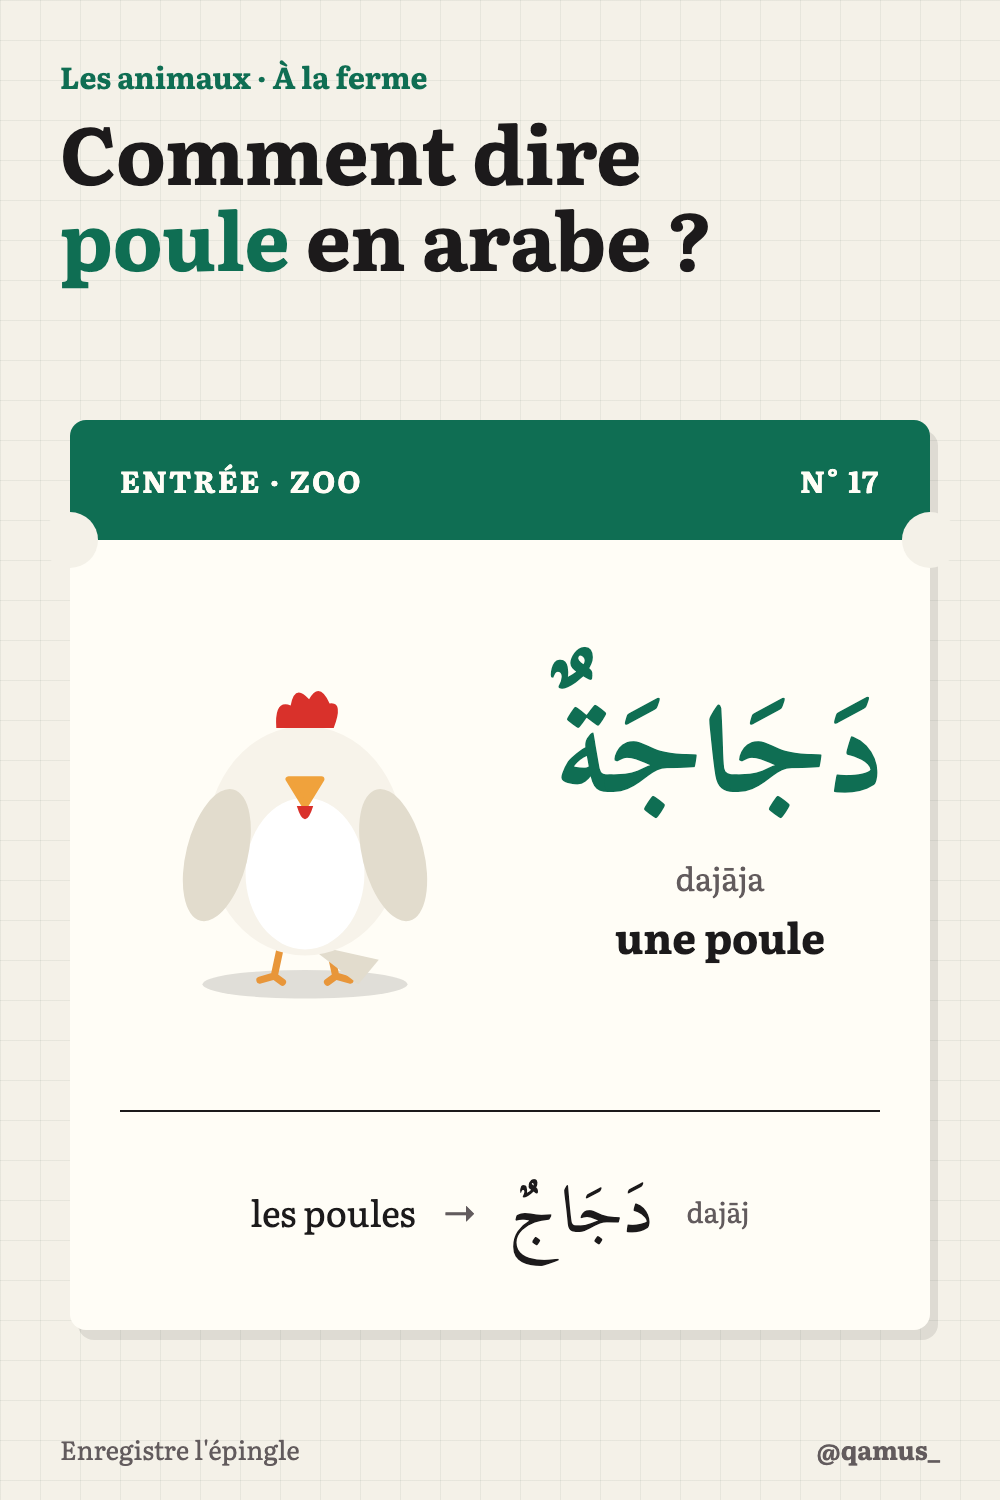 Les animaux · À la ferme
Comment dire
poule en arabe ?
ENTRÉE · ZOO
N° 17
دَجَاجَةٌ
dajāja
une poule
les poules → دَجَاجٌ dajāj
Enregistre l'épingle
@qamus_